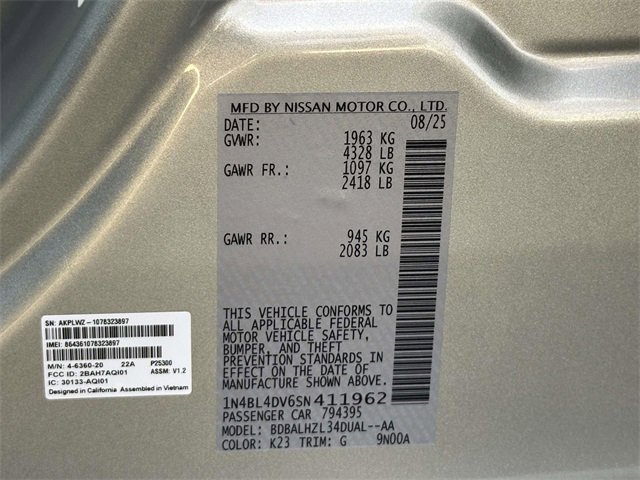 MFD BY NISSAN MOTOR CO., LTD.
DATE: 08/25
GVWR: 1963 KG
4328 LB
GAWR FR.: 1097 KG
2418 LB
GAWR RR.: 945 KG
2083 LB
THIS VEHICLE CONFORMS TO
ALL APPLICABLE FEDERAL
MOTOR VEHICLE SAFETY,
BUMPER, AND THEFT
PREVENTION STANDARDS IN
EFFECT ON THE DATE OF
MANUFACTURE SHOWN ABOVE.
1N4BL4DV6SN411962
PASSENGER CAR 794395
MODEL: BDBALHZL34DUAL--AA
COLOR: K23 TRIM: G 9N00A
SN: AKPLWZ-1078323897
IMEI: 864361078323897
M/N: 4-6360-20 22A P25300
FCC ID: 2BAH7AQI01 ASSM: V1.2
IC: 30133-AQI01
Designed in California Assembled in Vietnam